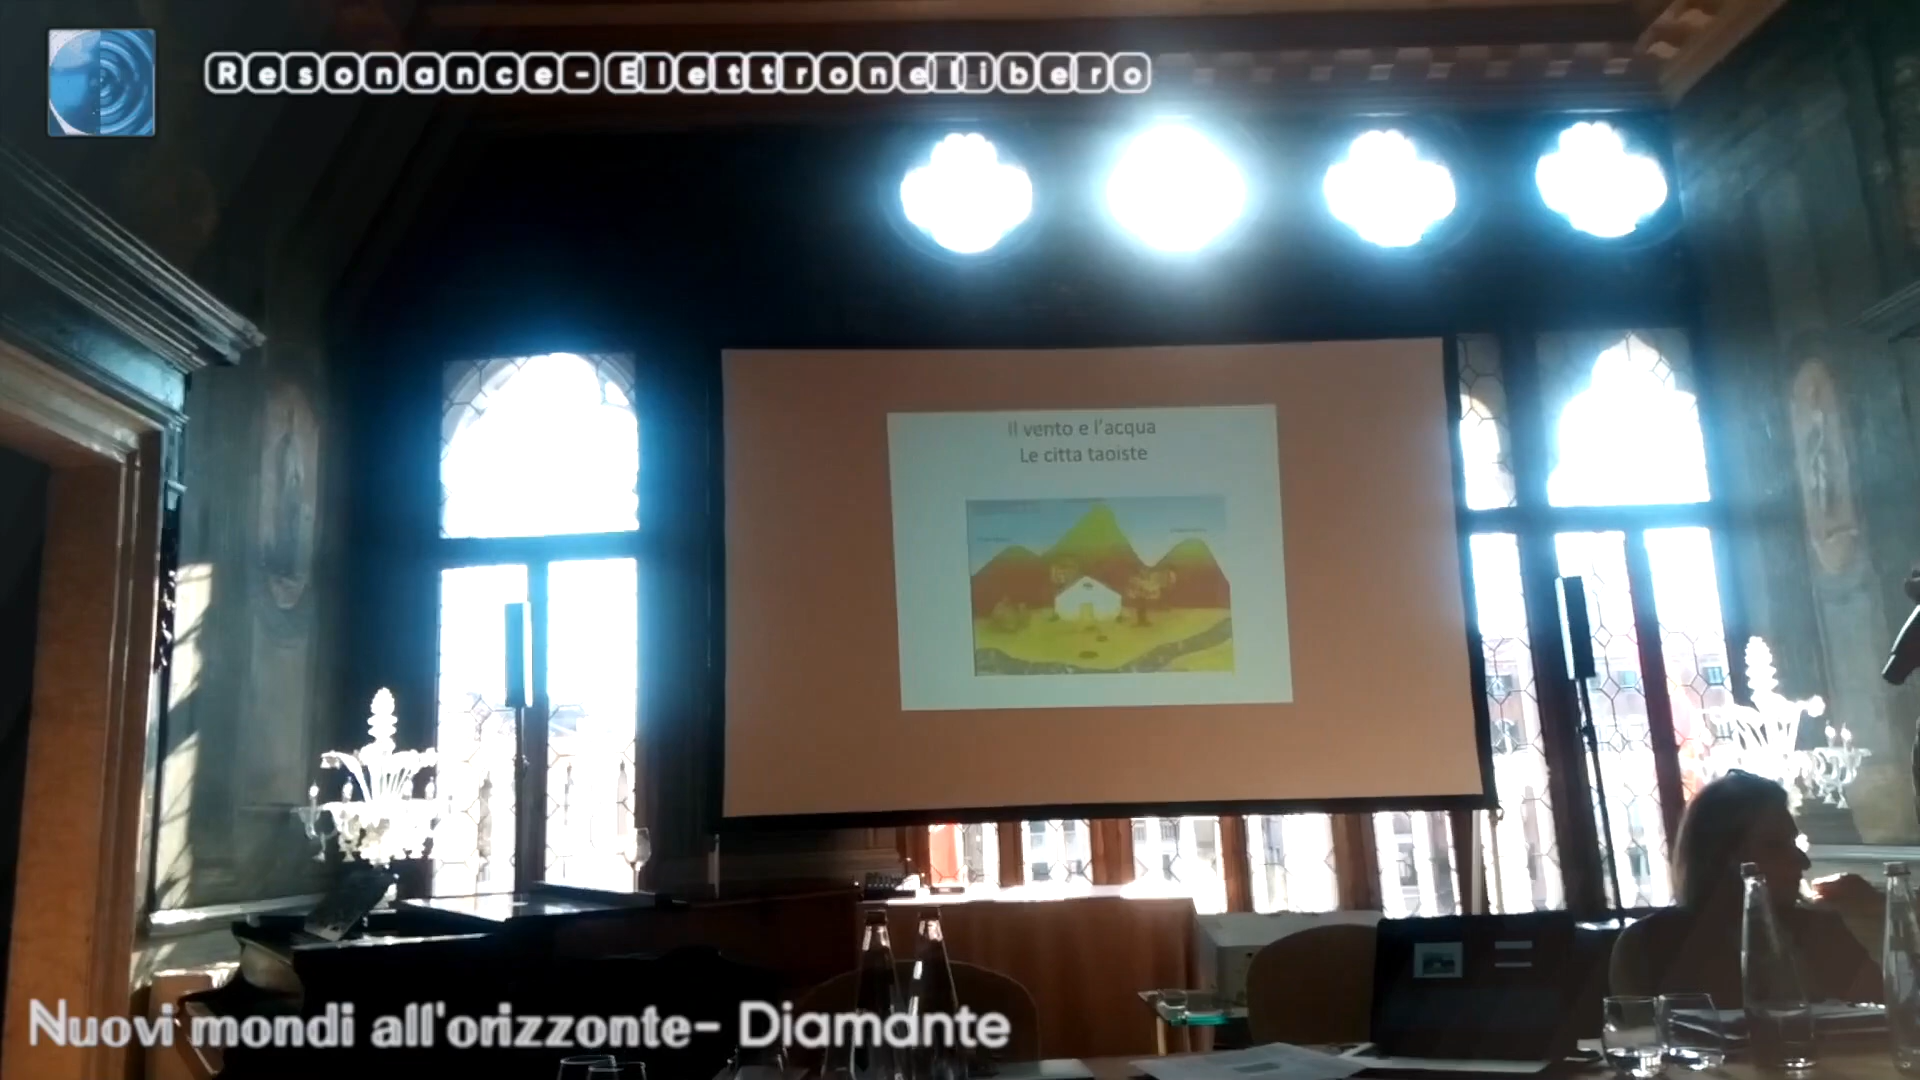 Resonance-Elettronelibero
Il vento e l'acqua
Le citta taoiste
Nuovi mondi all'orizzonte- Diamante